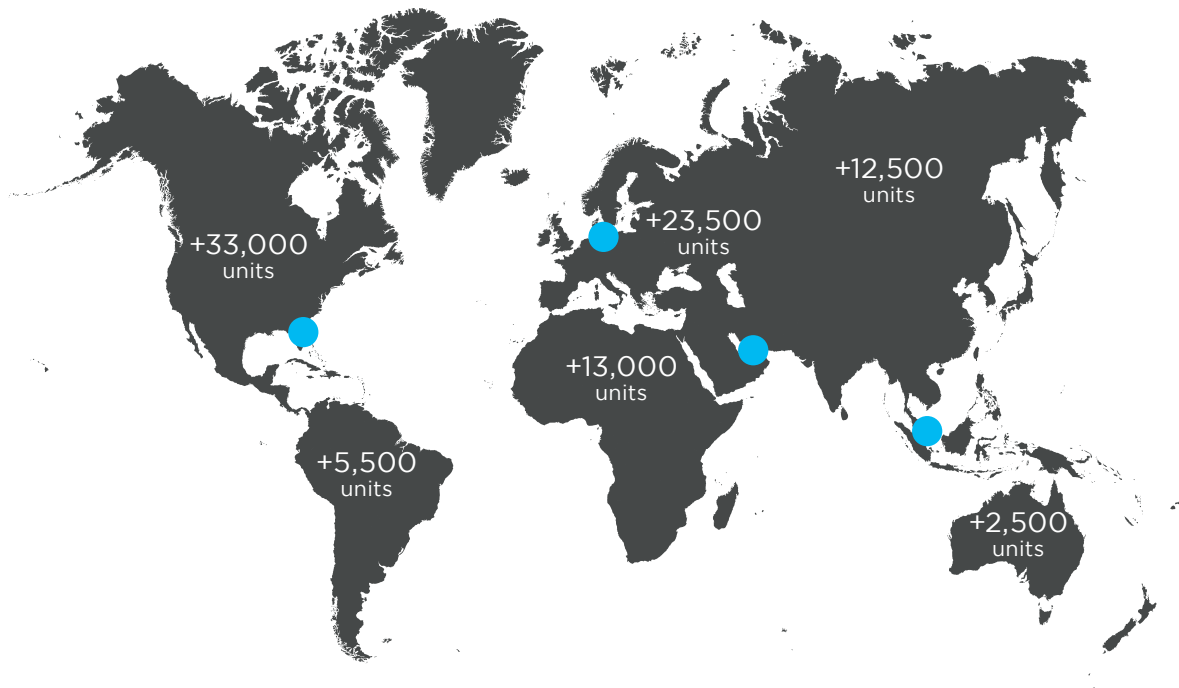 +12,500
units
+23,500
units
+33,000
units
+13,000
units
+5,500
units
+2,500
units